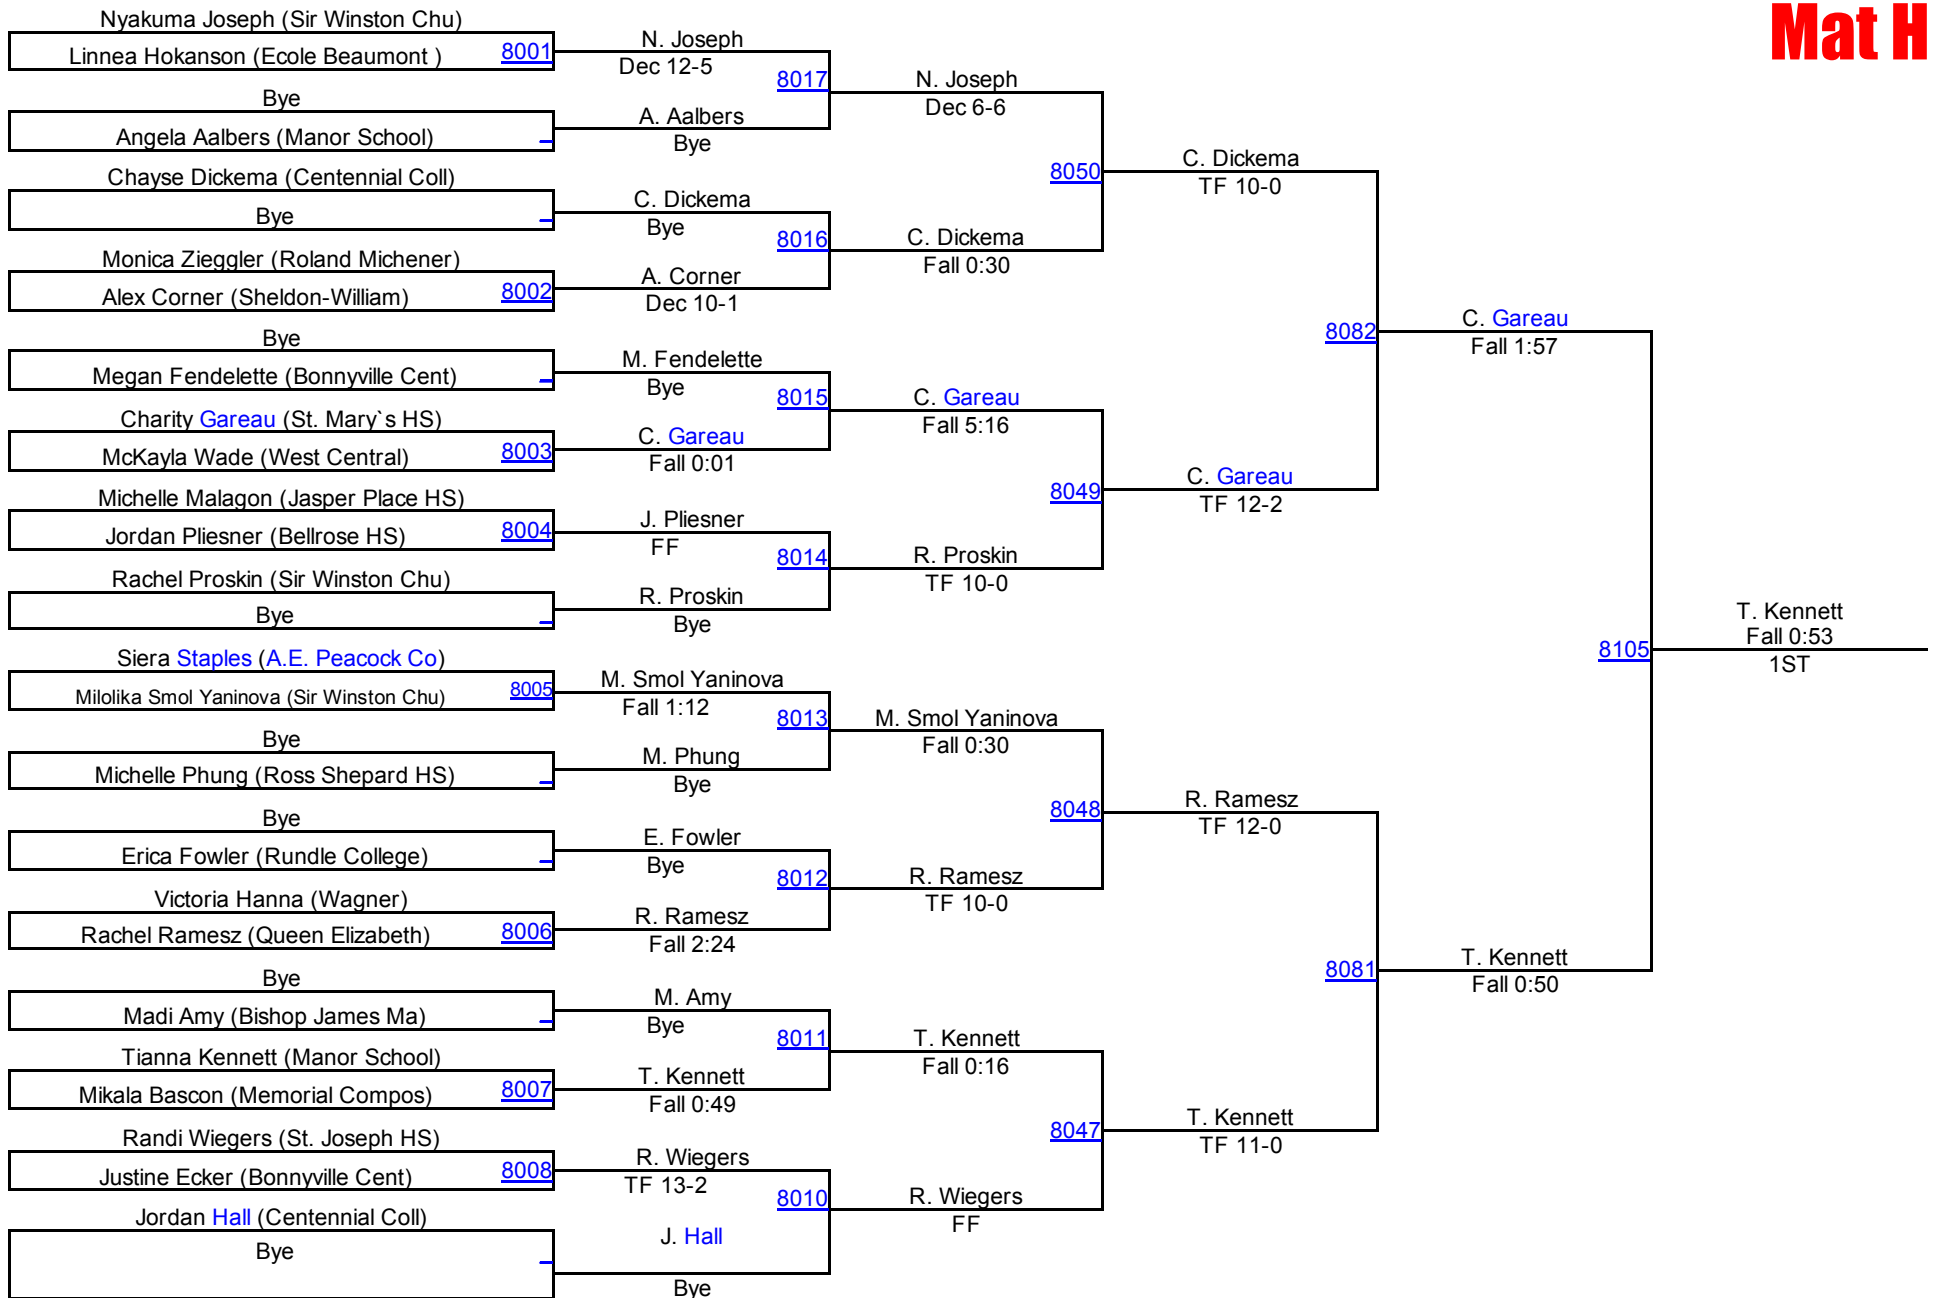 Mat H
Nyakuma Joseph (Sir Winston Chu)
Linnea Hokanson (Ecole Beaumont )
8001
Bye
Angela Aalbers (Manor School)
Chayse Dickema (Centennial Coll)
Bye
Monica Zieggler (Roland Michener)
Alex Corner (Sheldon-William)
8002
Bye
Megan Fendelette (Bonnyville Cent)
Charity Gareau (St. Mary`s HS)
McKayla Wade (West Central)
8003
Michelle Malagon (Jasper Place HS)
Jordan Pliesner (Bellrose HS)
8004
Rachel Proskin (Sir Winston Chu)
Bye
Siera Staples (A.E. Peacock Co)
Milolika Smol Yaninova (Sir Winston Chu)
8005
Bye
Michelle Phung (Ross Shepard HS)
Bye
Erica Fowler (Rundle College)
Victoria Hanna (Wagner)
Rachel Ramesz (Queen Elizabeth)
8006
Bye
Madi Amy (Bishop James Ma)
Tianna Kennett (Manor School)
Mikala Bascon (Memorial Compos)
8007
Randi Wiegers (St. Joseph HS)
Justine Ecker (Bonnyville Cent)
8008
Jordan Hall (Centennial Coll)
Bye
N. Joseph
Dec 12-5
8017
A. Aalbers
Bye
C. Dickema
Bye
8016
A. Corner
Dec 10-1
M. Fendelette
Bye
8015
C. Gareau
Fall 0:01
J. Pliesner
FF
8014
R. Proskin
Bye
M. Smol Yaninova
Fall 1:12
8013
M. Phung
Bye
E. Fowler
Bye
8012
R. Ramesz
Fall 2:24
M. Amy
Bye
8011
T. Kennett
Fall 0:49
R. Wiegers
TF 13-2
8010
J. Hall
Bye
N. Joseph
Dec 6-6
8050
C. Dickema
Fall 0:30
C. Gareau
Fall 5:16
8049
R. Proskin
TF 10-0
M. Smol Yaninova
Fall 0:30
8048
R. Ramesz
TF 10-0
T. Kennett
Fall 0:16
8047
R. Wiegers
FF
C. Dickema
TF 10-0
8082
C. Gareau
TF 12-2
R. Ramesz
TF 12-0
8081
T. Kennett
TF 11-0
C. Gareau
Fall 1:57
8105
T. Kennett
Fall 0:50
T. Kennett
Fall 0:53
1ST